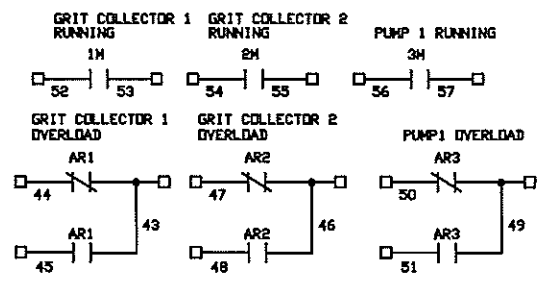 GRIT COLLECTOR 1 GRIT COLLECTOR 2
RUNNING RUNNING PUMP 1 RUNNING
1M 2M 3M
52 53 54 55 56 57
GRIT COLLECTOR 1 GRIT COLLECTOR 2
OVERLOAD OVERLOAD PUMP1 OVERLOAD
AR1 AR2 AR3
44 47 50
43 46 49
AR1 AR2 AR3
45 48 51